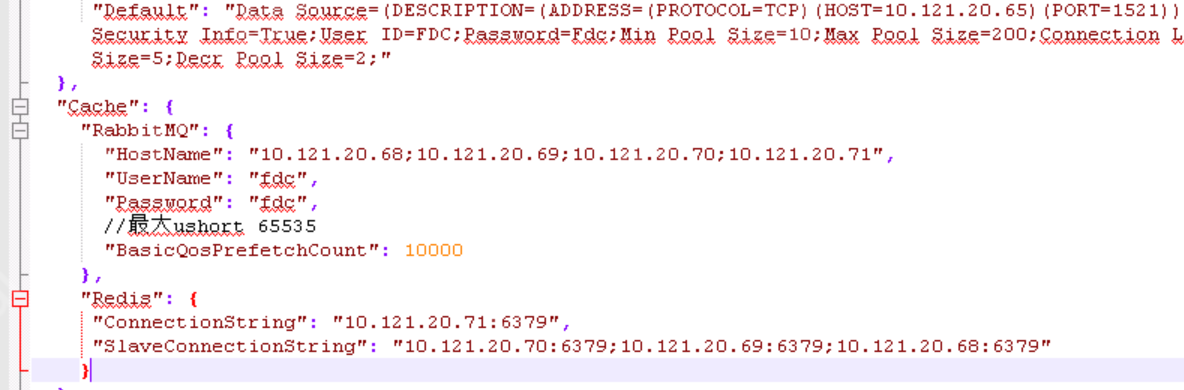 "Default": "Data Source=(DESCRIPTION=(ADDRESS=(PROTOCOL=TCP)(HOST=10.121.20.65)(PORT=1521))
Security Info=True;User ID=FDC;Password=Fdc;Min Pool Size=10;Max Pool Size=200;Connection L
Size=5;Decr Pool Size=2;"
},
"Cache": {
"RabbitMQ": {
"HostName": "10.121.20.68;10.121.20.69;10.121.20.70;10.121.20.71",
"UserName": "fdc",
"Password": "fdc",
//最大ushort 65535
"BasicQosPrefetchCount": 10000
},
"Redis": {
"ConnectionString": "10.121.20.71:6379",
"SlaveConnectionString": "10.121.20.70:6379;10.121.20.69:6379;10.121.20.68:6379"
}